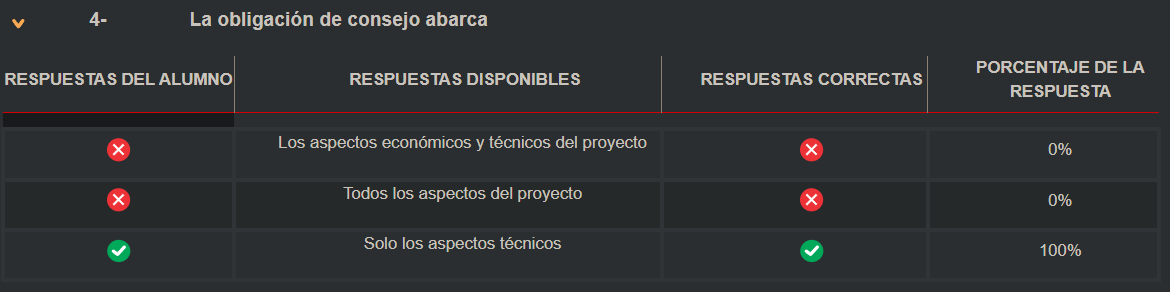 4- La obligación de consejo abarca
RESPUESTAS DEL ALUMNO RESPUESTAS DISPONIBLES RESPUESTAS CORRECTAS PORCENTAJE DE LA
RESPUESTA
Los aspectos económicos y técnicos del proyecto 0%
Todos los aspectos del proyecto 0%
Solo los aspectos técnicos 100%